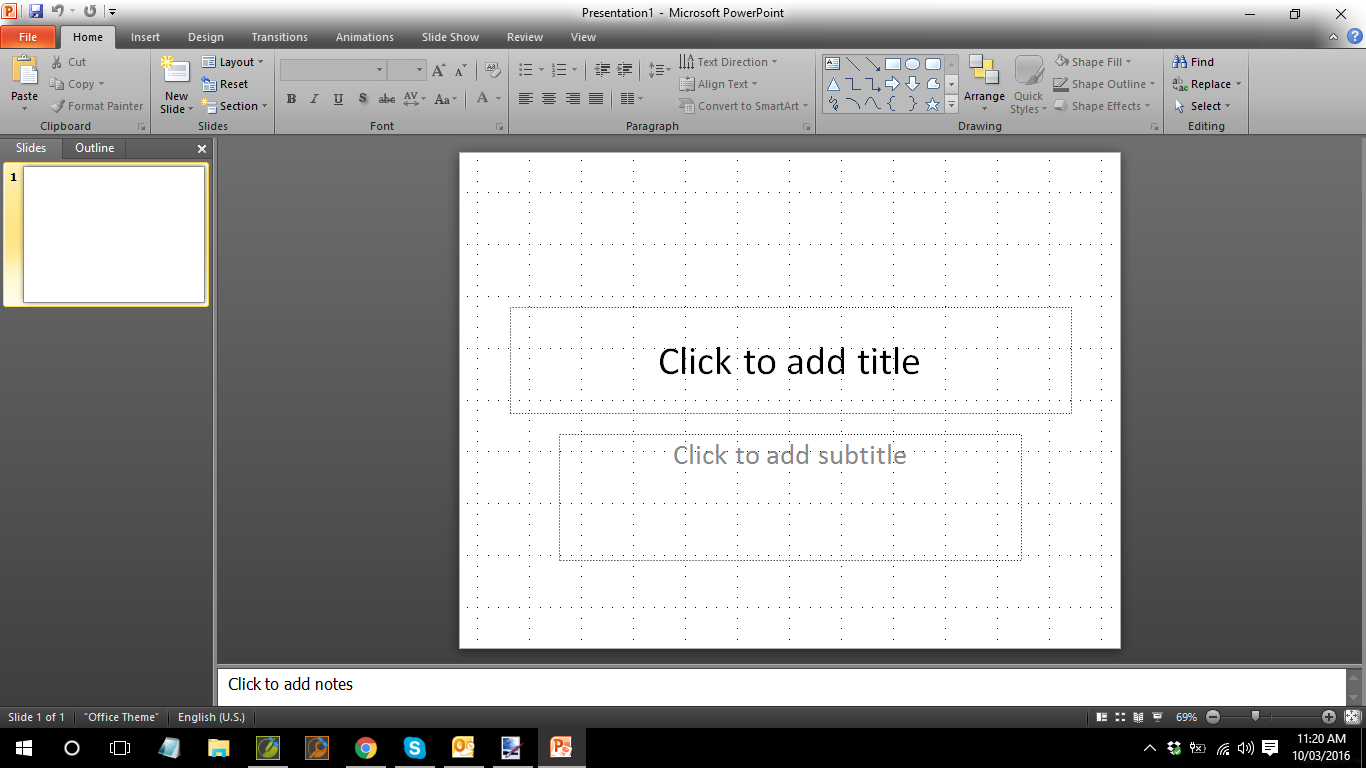 Presentation1 - Microsoft PowerPoint
File Home Insert Design Transitions Animations Slide Show Review View
Paste
Cut
Copy
Format Painter
Clipboard
New Slide
Layout
Reset
Section
Slides
B I U S abc AV Aa A
Font
Text Direction
Align Text
Convert to SmartArt
Paragraph
Arrange
Quick Styles
Shape Fill
Shape Outline
Shape Effects
Drawing
Find
Replace
Select
Editing
Slides Outline
1
Click to add title
Click to add subtitle
Click to add notes
Slide 1 of 1 "Office Theme" English (U.S.) 69%
11:20 AM
10/03/2016